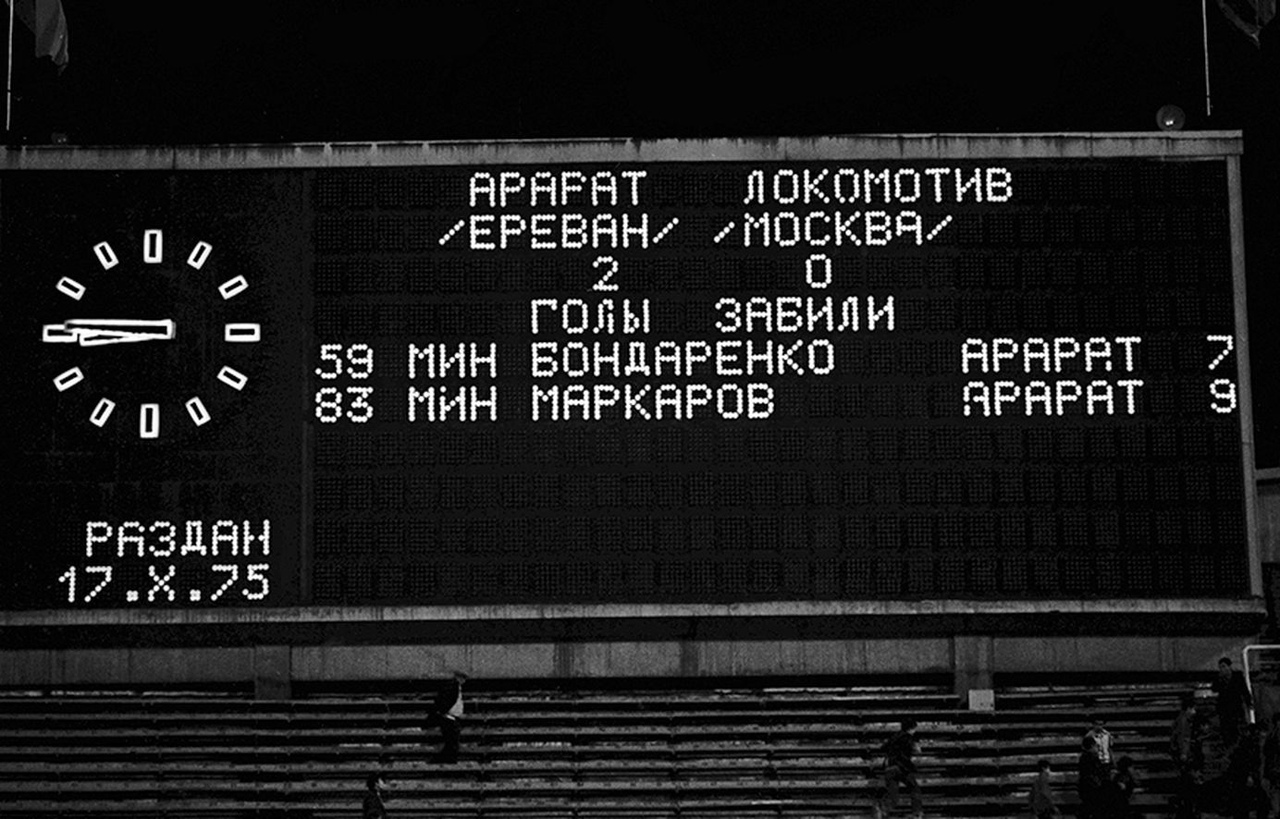 АРАРАТ ЛОКОМОТИВ
/ЕРЕВАН/ /МОСКВА/
2 0
ГОЛЫ ЗАБИЛИ
59 МИН БОНДАРЕНКО АРАРАТ 7
83 МИН МАРКАРОВ АРАРАТ 9
РАЗДАН
17.X.75